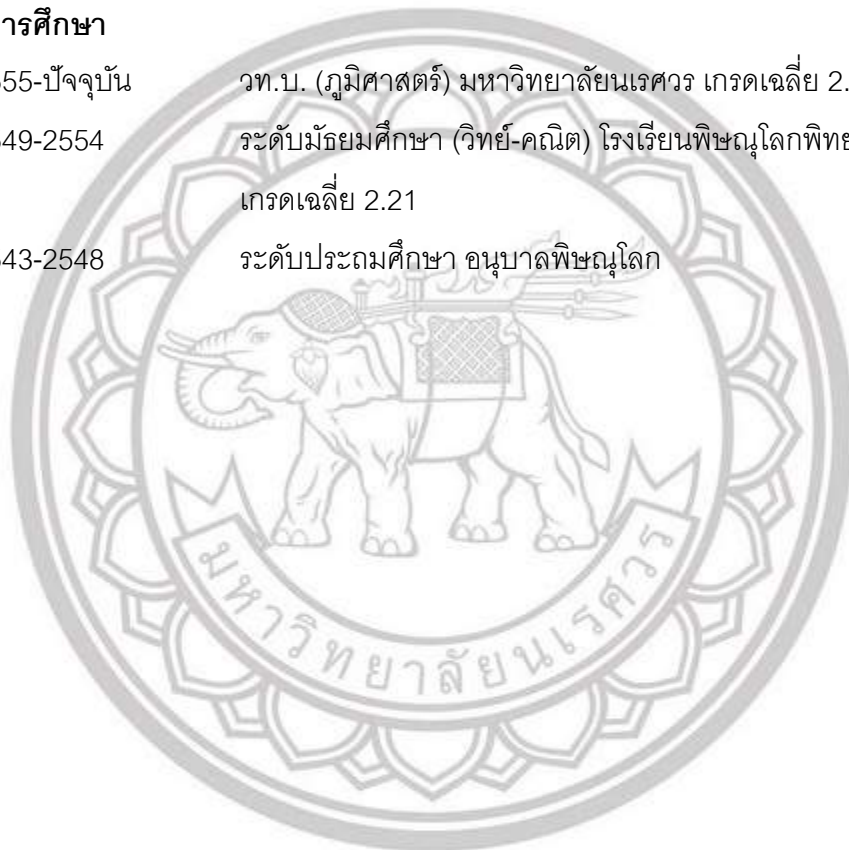 ารศึกษา
55-ปัจจุบัน วท.บ. (ภูมิศาสตร์) มหาวิทยาลัยนเรศวร เกรดเฉลี่ย 2.
49-2554 ระดับมัธยมศึกษา (วิทย์-คณิต) โรงเรียนพิษณุโลกพิทย
เกรดเฉลี่ย 2.21
43-2548 ระดับประถมศึกษา อนุบาลพิษณุโลก
มหาวิทยาลัยนเรศวร